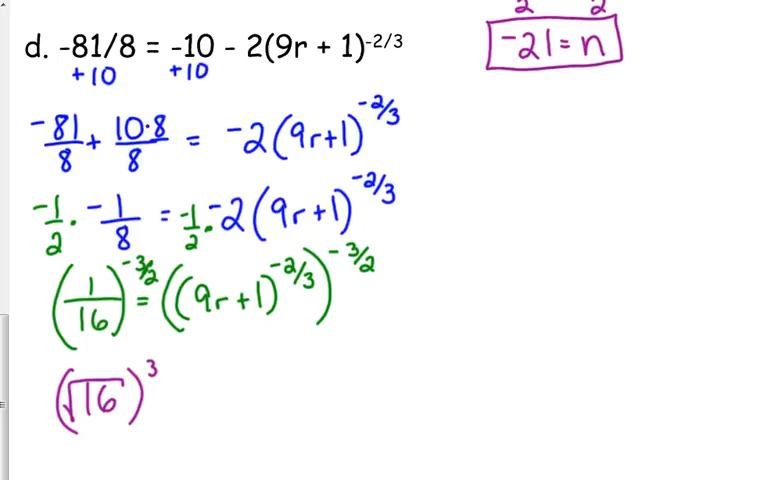 d. -81/8 = -10 - 2(9r + 1)^-2/3
+10 +10
-81/8 + 10·8/8 = -2(9r+1)^-2/3
-1/2 · -1/8 = -1/2 · -2(9r+1)^-2/3
(1/16)^-3/2 = ((9r+1)^-2/3)^-3/2
(√16)^3
2 2
-21 = n